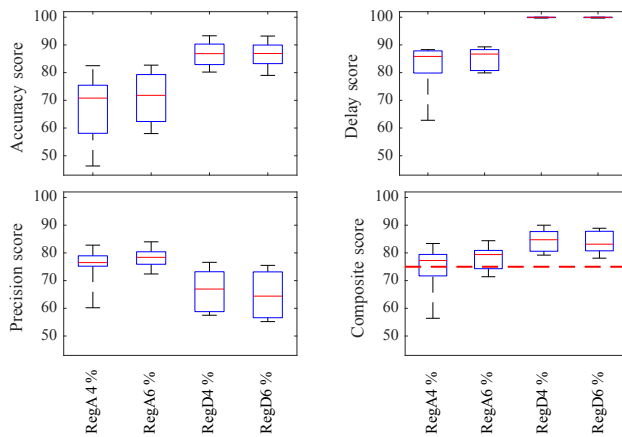 Accuracy score
100
90
80
70
60
50
Delay score
100
90
80
70
60
50
Precision score
100
90
80
70
60
50
RegA 4 %
RegA6 %
RegD4 %
RegD6 %
Composite score
100
90
80
70
60
50
RegA4 %
RegA6 %
RegD4 %
RegD6 %